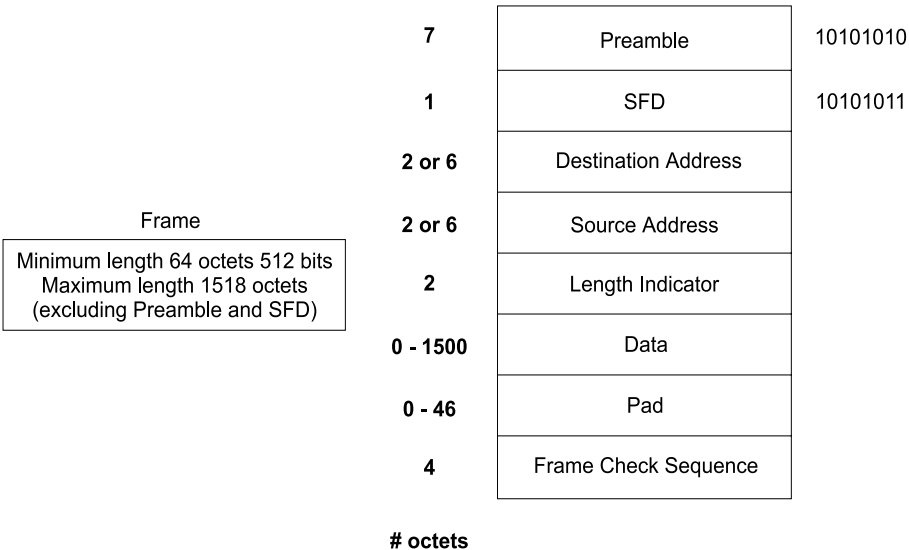 7 Preamble 10101010
1 SFD 10101011
2 or 6 Destination Address
Frame
2 or 6 Source Address
Minimum length 64 octets 512 bits
Maximum length 1518 octets
(excluding Preamble and SFD)
2 Length Indicator
0 - 1500 Data
0 - 46 Pad
4 Frame Check Sequence
# octets